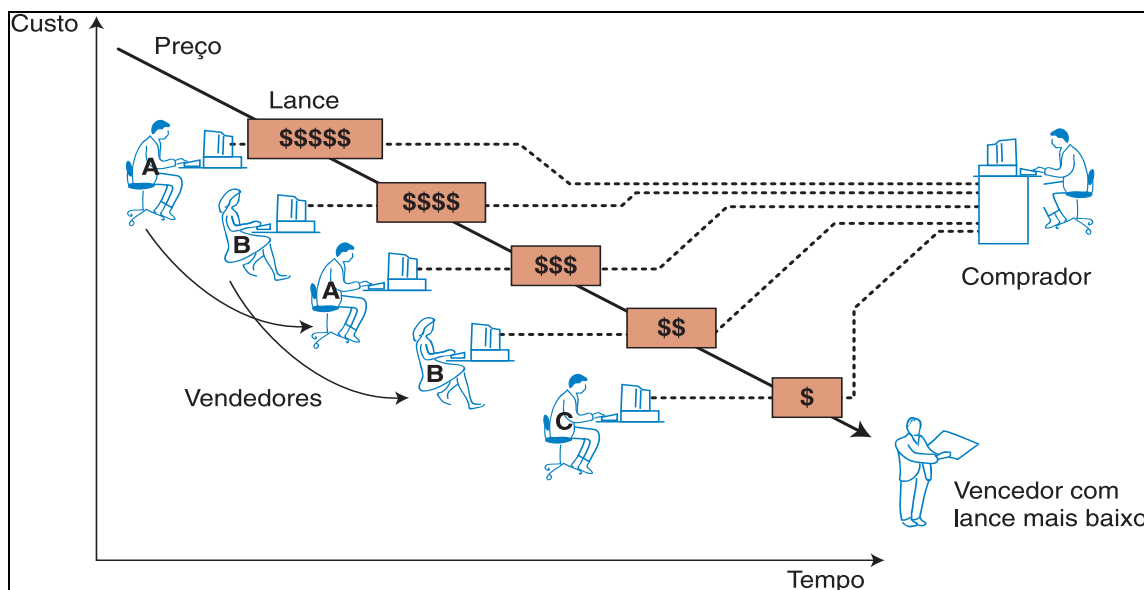 Custo
Preço
Lance
$$$$$
A
$$$$
B
$$$
A
Comprador
$$
B
Vendedores
$
C
Vencedor com
lance mais baixo
Tempo